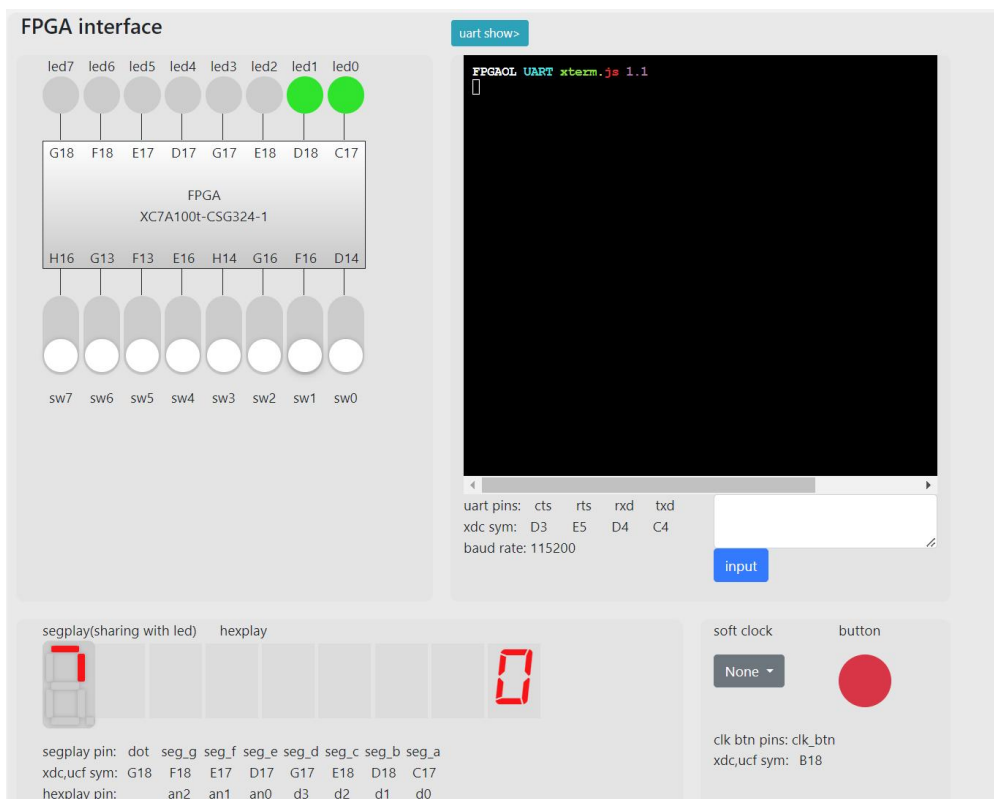 FPGA interface
uart show>
led7 led6 led5 led4 led3 led2 led1 led0
G18 F18 E17 D17 G17 E18 D18 C17
FPGA
XC7A100t-CSG324-1
H16 G13 F13 E16 H14 G16 F16 D14
sw7 sw6 sw5 sw4 sw3 sw2 sw1 sw0
FPGAOL UART xterm.js 1.1
uart pins: cts rts rxd txd
xdc sym: D3 E5 D4 C4
baud rate: 115200
input
segplay(sharing with led) hexplay
0
segplay pin: dot seg_g seg_f seg_e seg_d seg_c seg_b seg_a
xdc,ucf sym: G18 F18 E17 D17 G17 E18 D18 C17
hexplay pin: an2 an1 an0 d3 d2 d1 d0
soft clock button
None
clk btn pins: clk_btn
xdc,ucf sym: B18